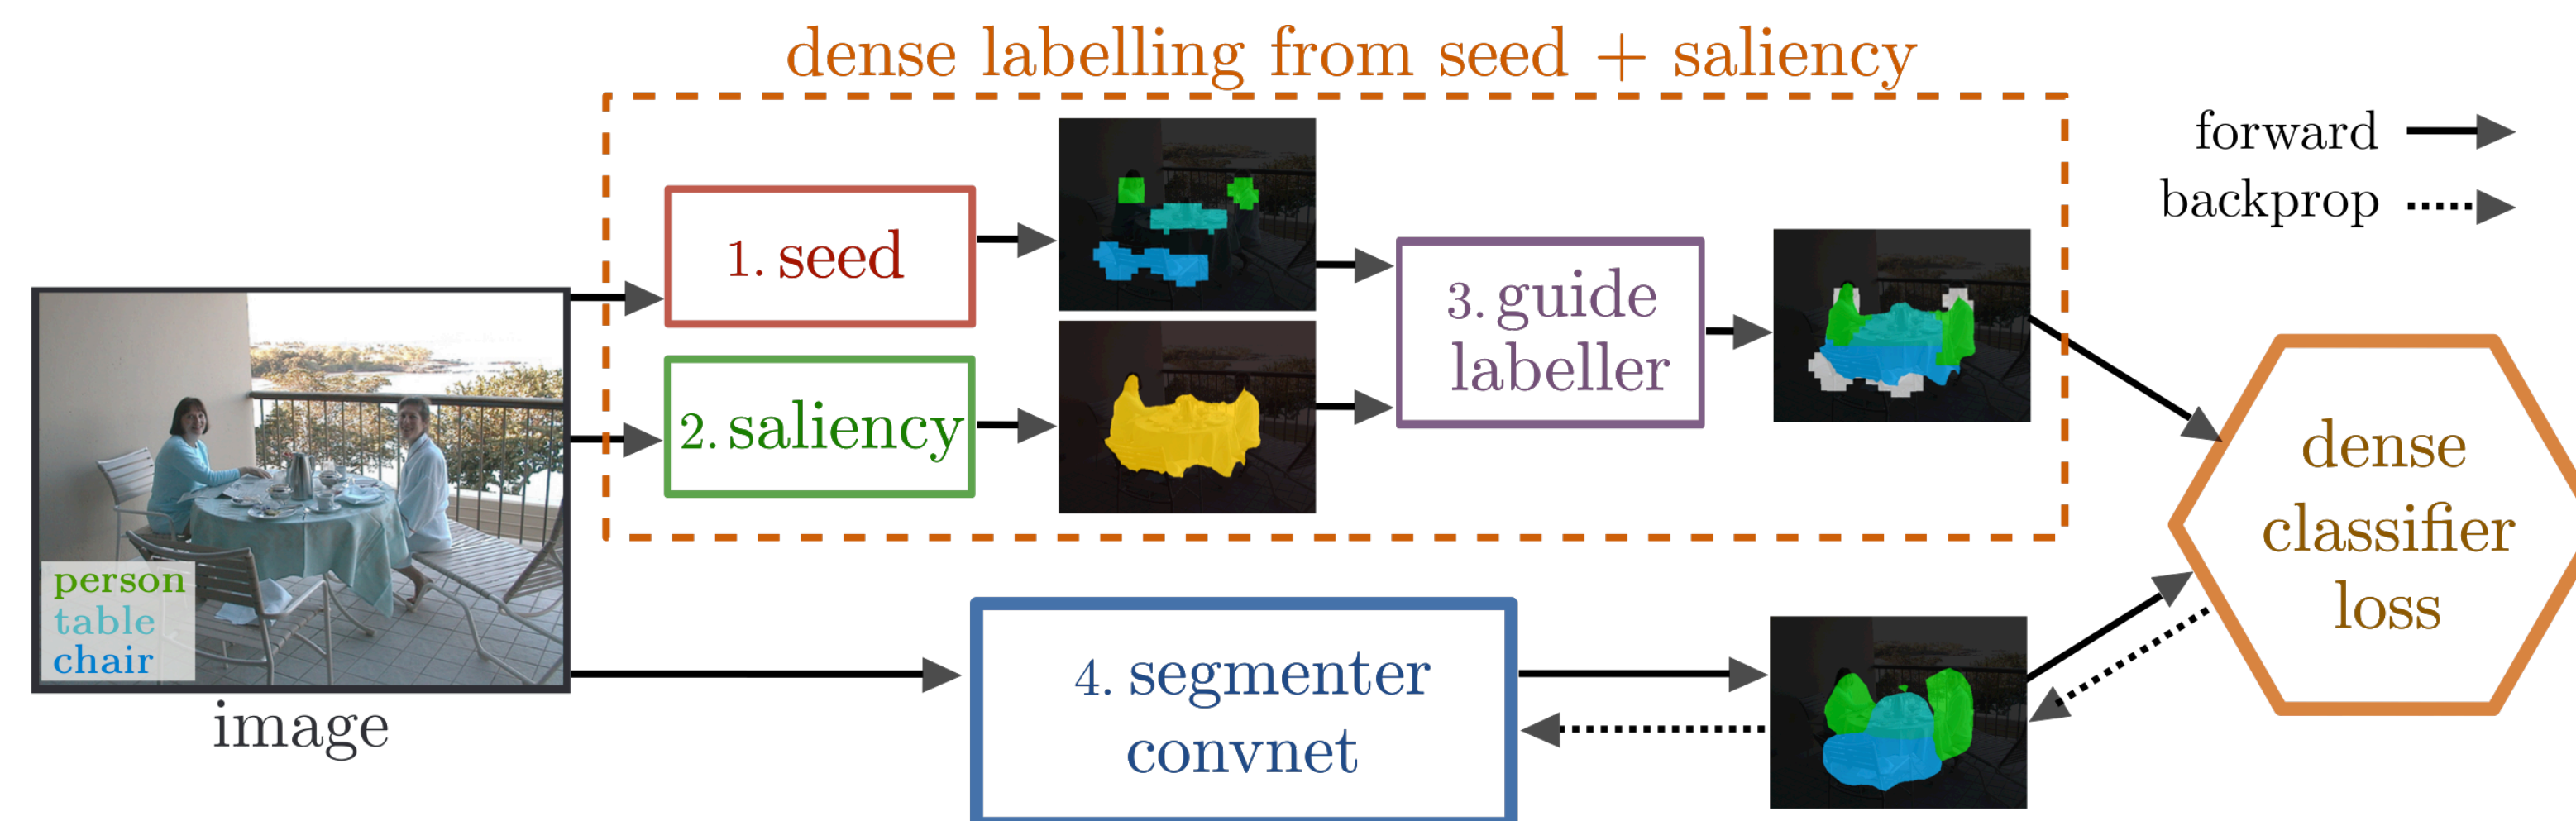 dense labelling from seed + saliency
forward
backprop
1. seed
2. saliency
3. guide
labeller
person
table
chair
image
4. segmenter
convnet
dense
classifier
loss